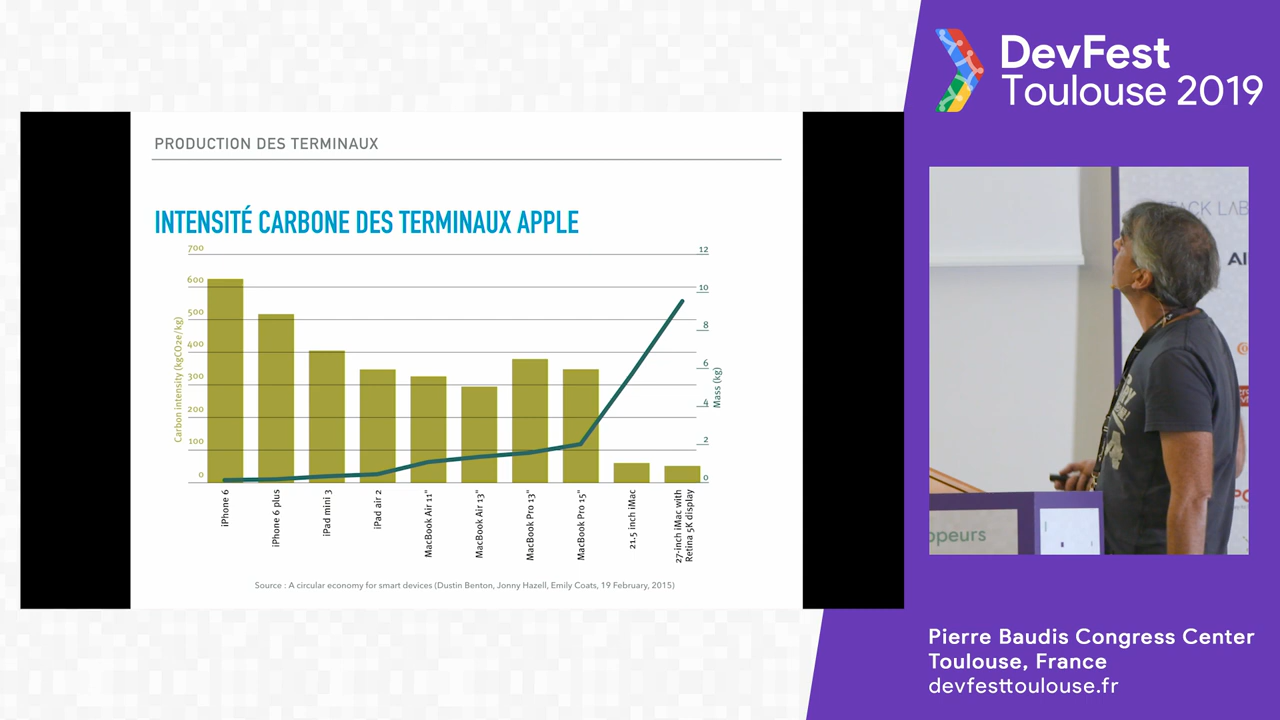 PRODUCTION DES TERMINAUX
INTENSITÉ CARBONE DES TERMINAUX APPLE
700
600
500
400
300
200
100
0
Carbon intensity (kgCO2e/kg)
12
10
8
6
4
2
0
Mass (kg)
iPhone 6
iPhone 6 plus
iPad mini 3
iPad air 2
MacBook Air 11"
MacBook Air 13"
MacBook Pro 13"
MacBook Pro 15"
21.5 inch iMac
27-inch iMac with
Retina 5K display
Source : A circular economy for smart devices (Dustin Benton, Jonny Hazell, Emily Coats, 19 February, 2015)
DevFest
Toulouse 2019
LAB
opeurs
Pierre Baudis Congress Center
Toulouse, France
devfesttoulouse.fr